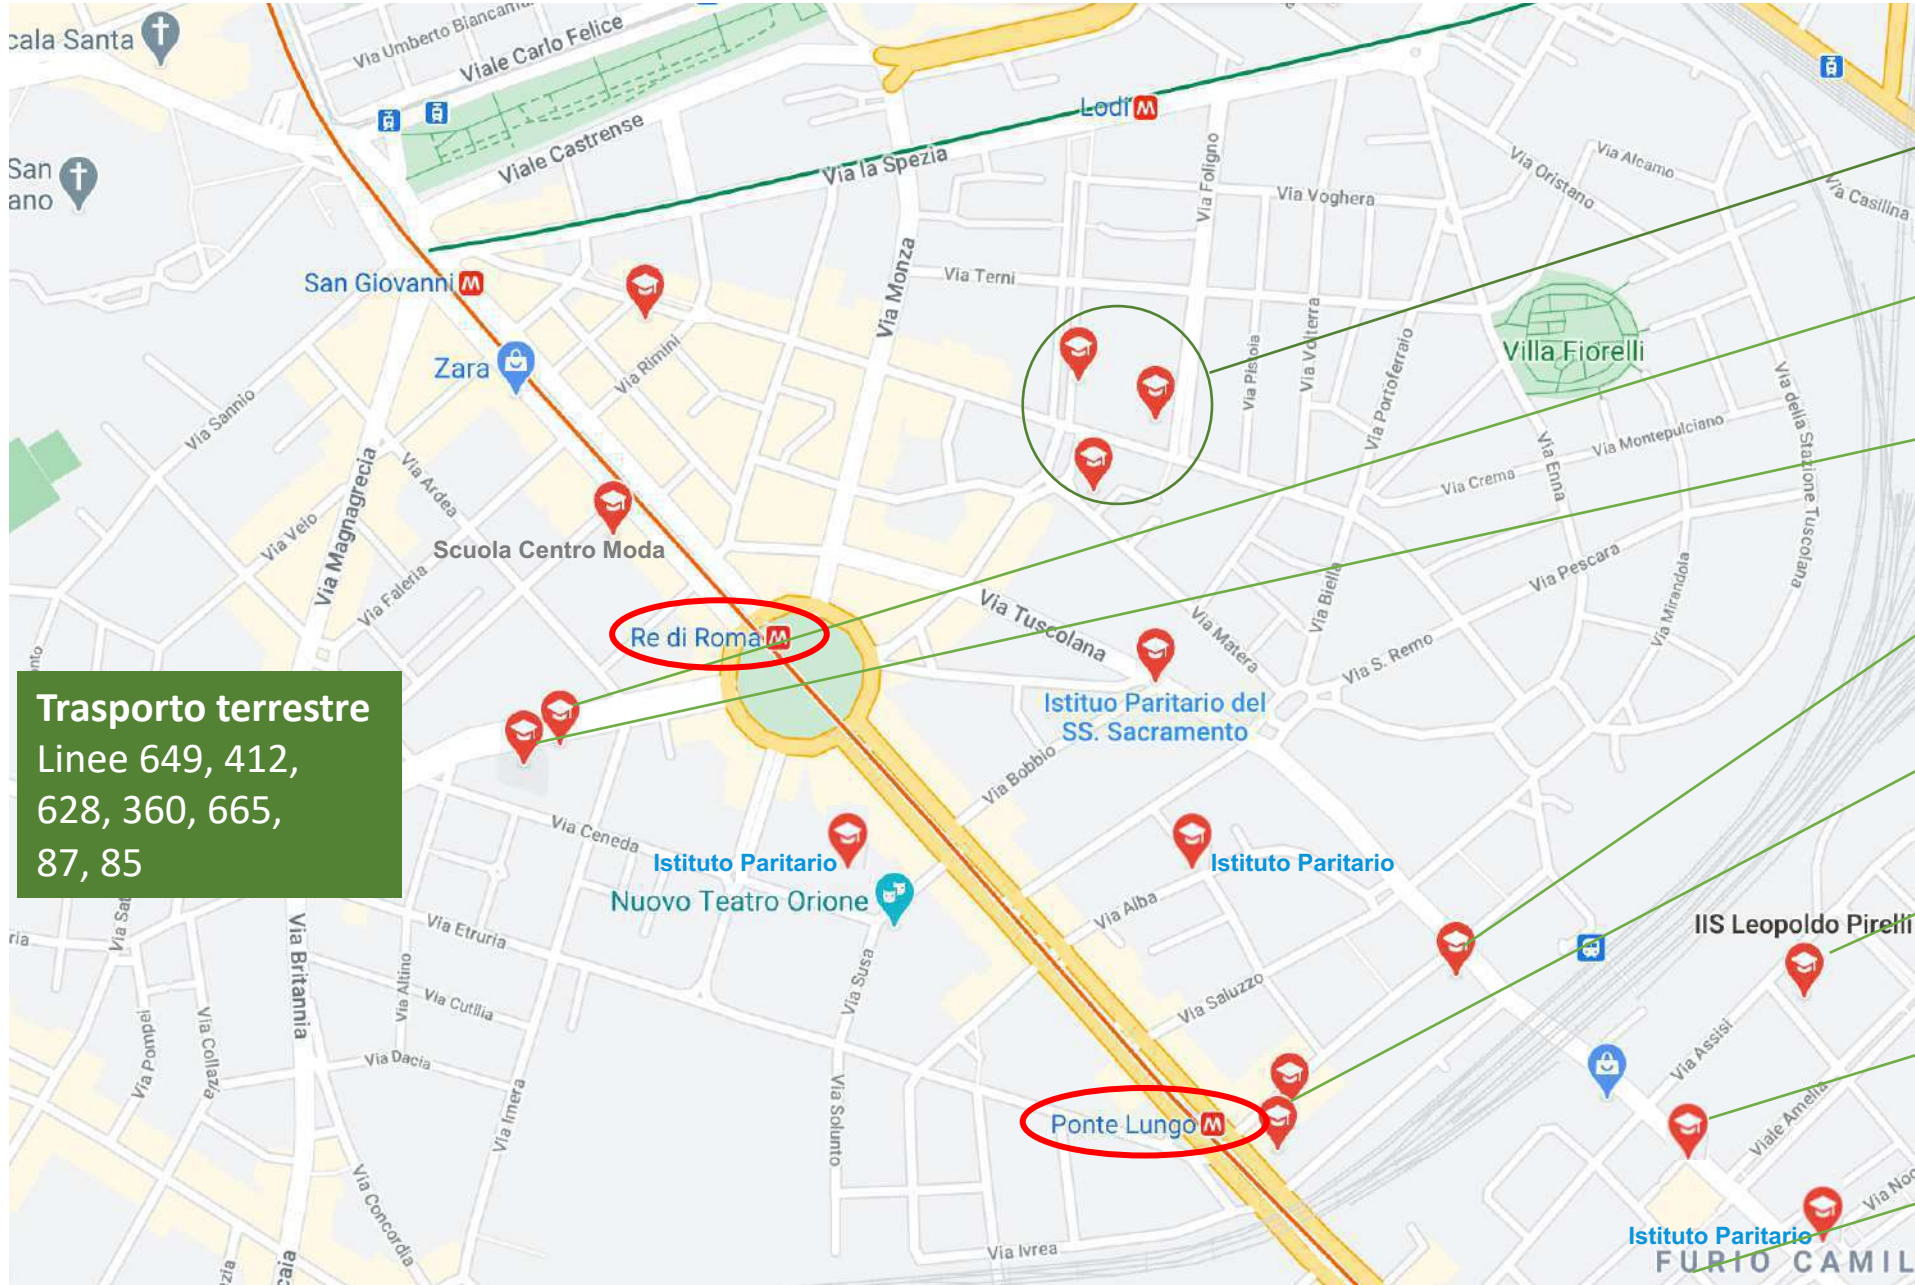 cala Santa
Via Umberto Biancam
Viale Carlo Felice
Viale Castrense
San
ano
Lodi M
Via la Spezia
Via Foligno
Via Voghera
Via Oristano
Via Alcamo
Via Casilina
San Giovanni M
Via Monza
Via Terni
Zara
Via Rimini
Via Pistoia
Via Volterra
Via Portoferraio
Villa Fiorelli
Via Sannio
Via Magnagrecia
Via Ardea
Via Velo
Via Faleria
Scuola Centro Moda
Via Crema
Via Enna
Via Montepulciano
Via della Stazione Tuscolana
Via Pescara
Via Mirandola
Via Biella
Via Matera
Via S. Remo
Via Tuscolana
Re di Roma M
Istituo Paritario del
SS. Sacramento
Trasporto terrestre
Linee 649, 412,
628, 360, 665,
87, 85
Via Bobbio
Via Ceneda
Istituto Paritario
Istituto Paritario
Nuovo Teatro Orione
Via Alba
IIS Leopoldo Pirelli
Via Etruria
Via Britannia
Via Altino
Via Cutilia
Via Susa
Via Saluzzo
Via Pompei
Via Collazia
Via Dacia
Via Imera
Via Solunto
Via Assisi
Viale Amelia
Ponte Lungo M
Via Concordia
Via Ivrea
Via Noc
Istituto Paritario
FURIO CAMIL